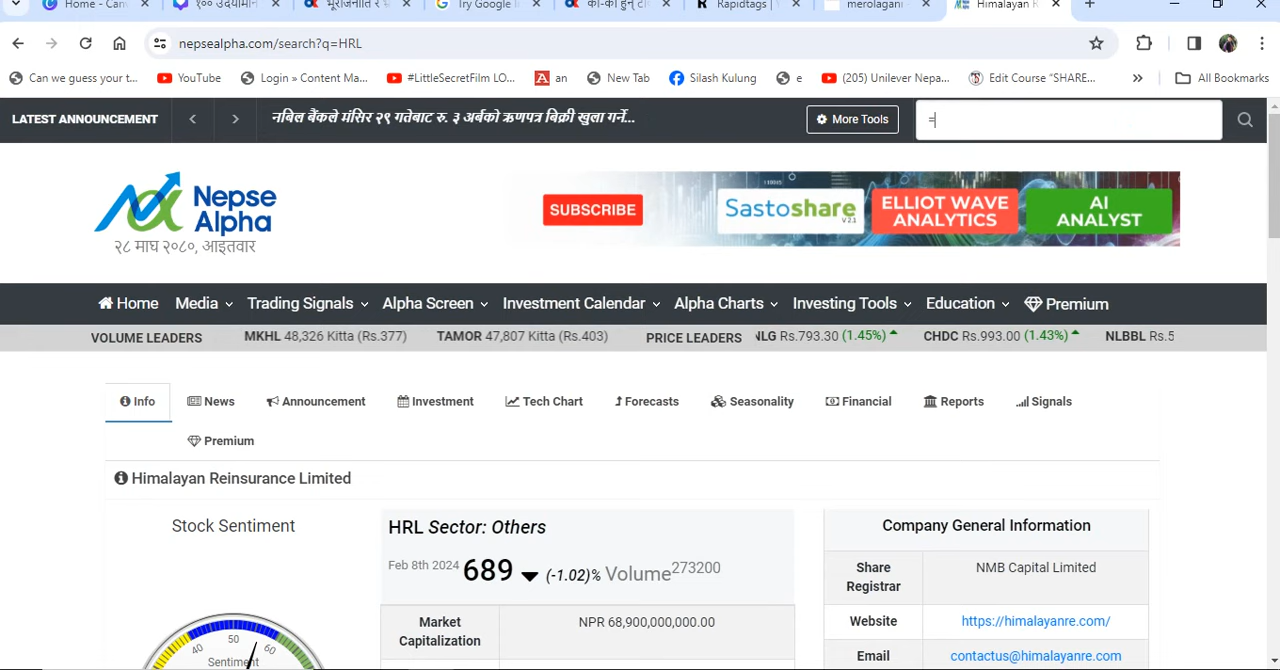 Home - Can
१०० उद्यमी
भूराजनीति र
Try Google
को-को हुन् टा
Rapidtags |
merolagani
Himalayan R
nepsealpha.com/search?q=HRL
Can we guess your t...
YouTube
Login » Content Ma...
#LittleSecretFilm LO...
an
New Tab
Silash Kulung
e
(205) Unilever Nepa...
Edit Course “SHARE...
All Bookmarks
LATEST ANNOUNCEMENT
नबिल बैंकले मंसिर २९ गतेबाट रु. ३ अर्बको ऋणपत्र बिक्री खुला गर्ने...
More Tools
=
Nepse Alpha
२८ माघ २०८०, आइतवार
SUBSCRIBE
Sastoshare V 2.1
ELLIOT WAVE ANALYTICS
AI ANALYST
Home
Media
Trading Signals
Alpha Screen
Investment Calendar
Alpha Charts
Investing Tools
Education
Premium
VOLUME LEADERS
MKHL 48,326 Kitta (Rs.377)
TAMOR 47,807 Kitta (Rs.403)
PRICE LEADERS
NLG Rs.793.30 (1.45%)
CHDC Rs.993.00 (1.43%)
NLBBL Rs.5
Info
News
Announcement
Investment
Tech Chart
Forecasts
Seasonality
Financial
Reports
Signals
Premium
Himalayan Reinsurance Limited
Stock Sentiment
40
50
60
Sentiment
HRL Sector: Others
Feb 8th 2024 689 (-1.02)% Volume 273200
Market Capitalization
NPR 68,900,000,000.00
Company General Information
Share Registrar
NMB Capital Limited
Website
https://himalayanre.com/
Email
contactus@himalayanre.com